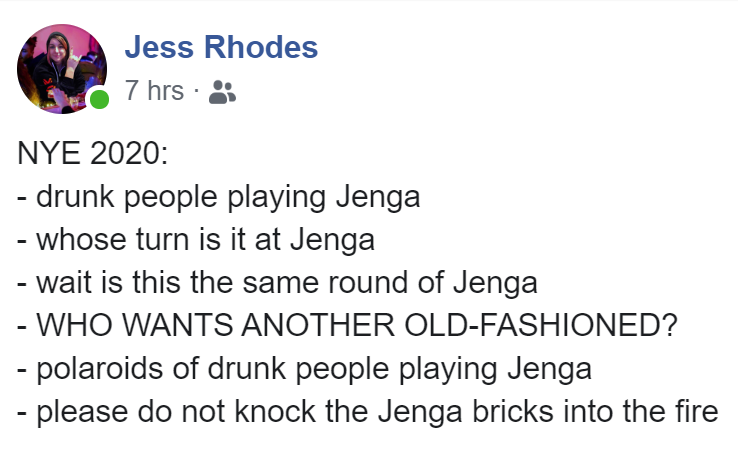 Jess Rhodes
7 hrs ·
NYE 2020:
- drunk people playing Jenga
- whose turn is it at Jenga
- wait is this the same round of Jenga
- WHO WANTS ANOTHER OLD-FASHIONED?
- polaroids of drunk people playing Jenga
- please do not knock the Jenga bricks into the fire